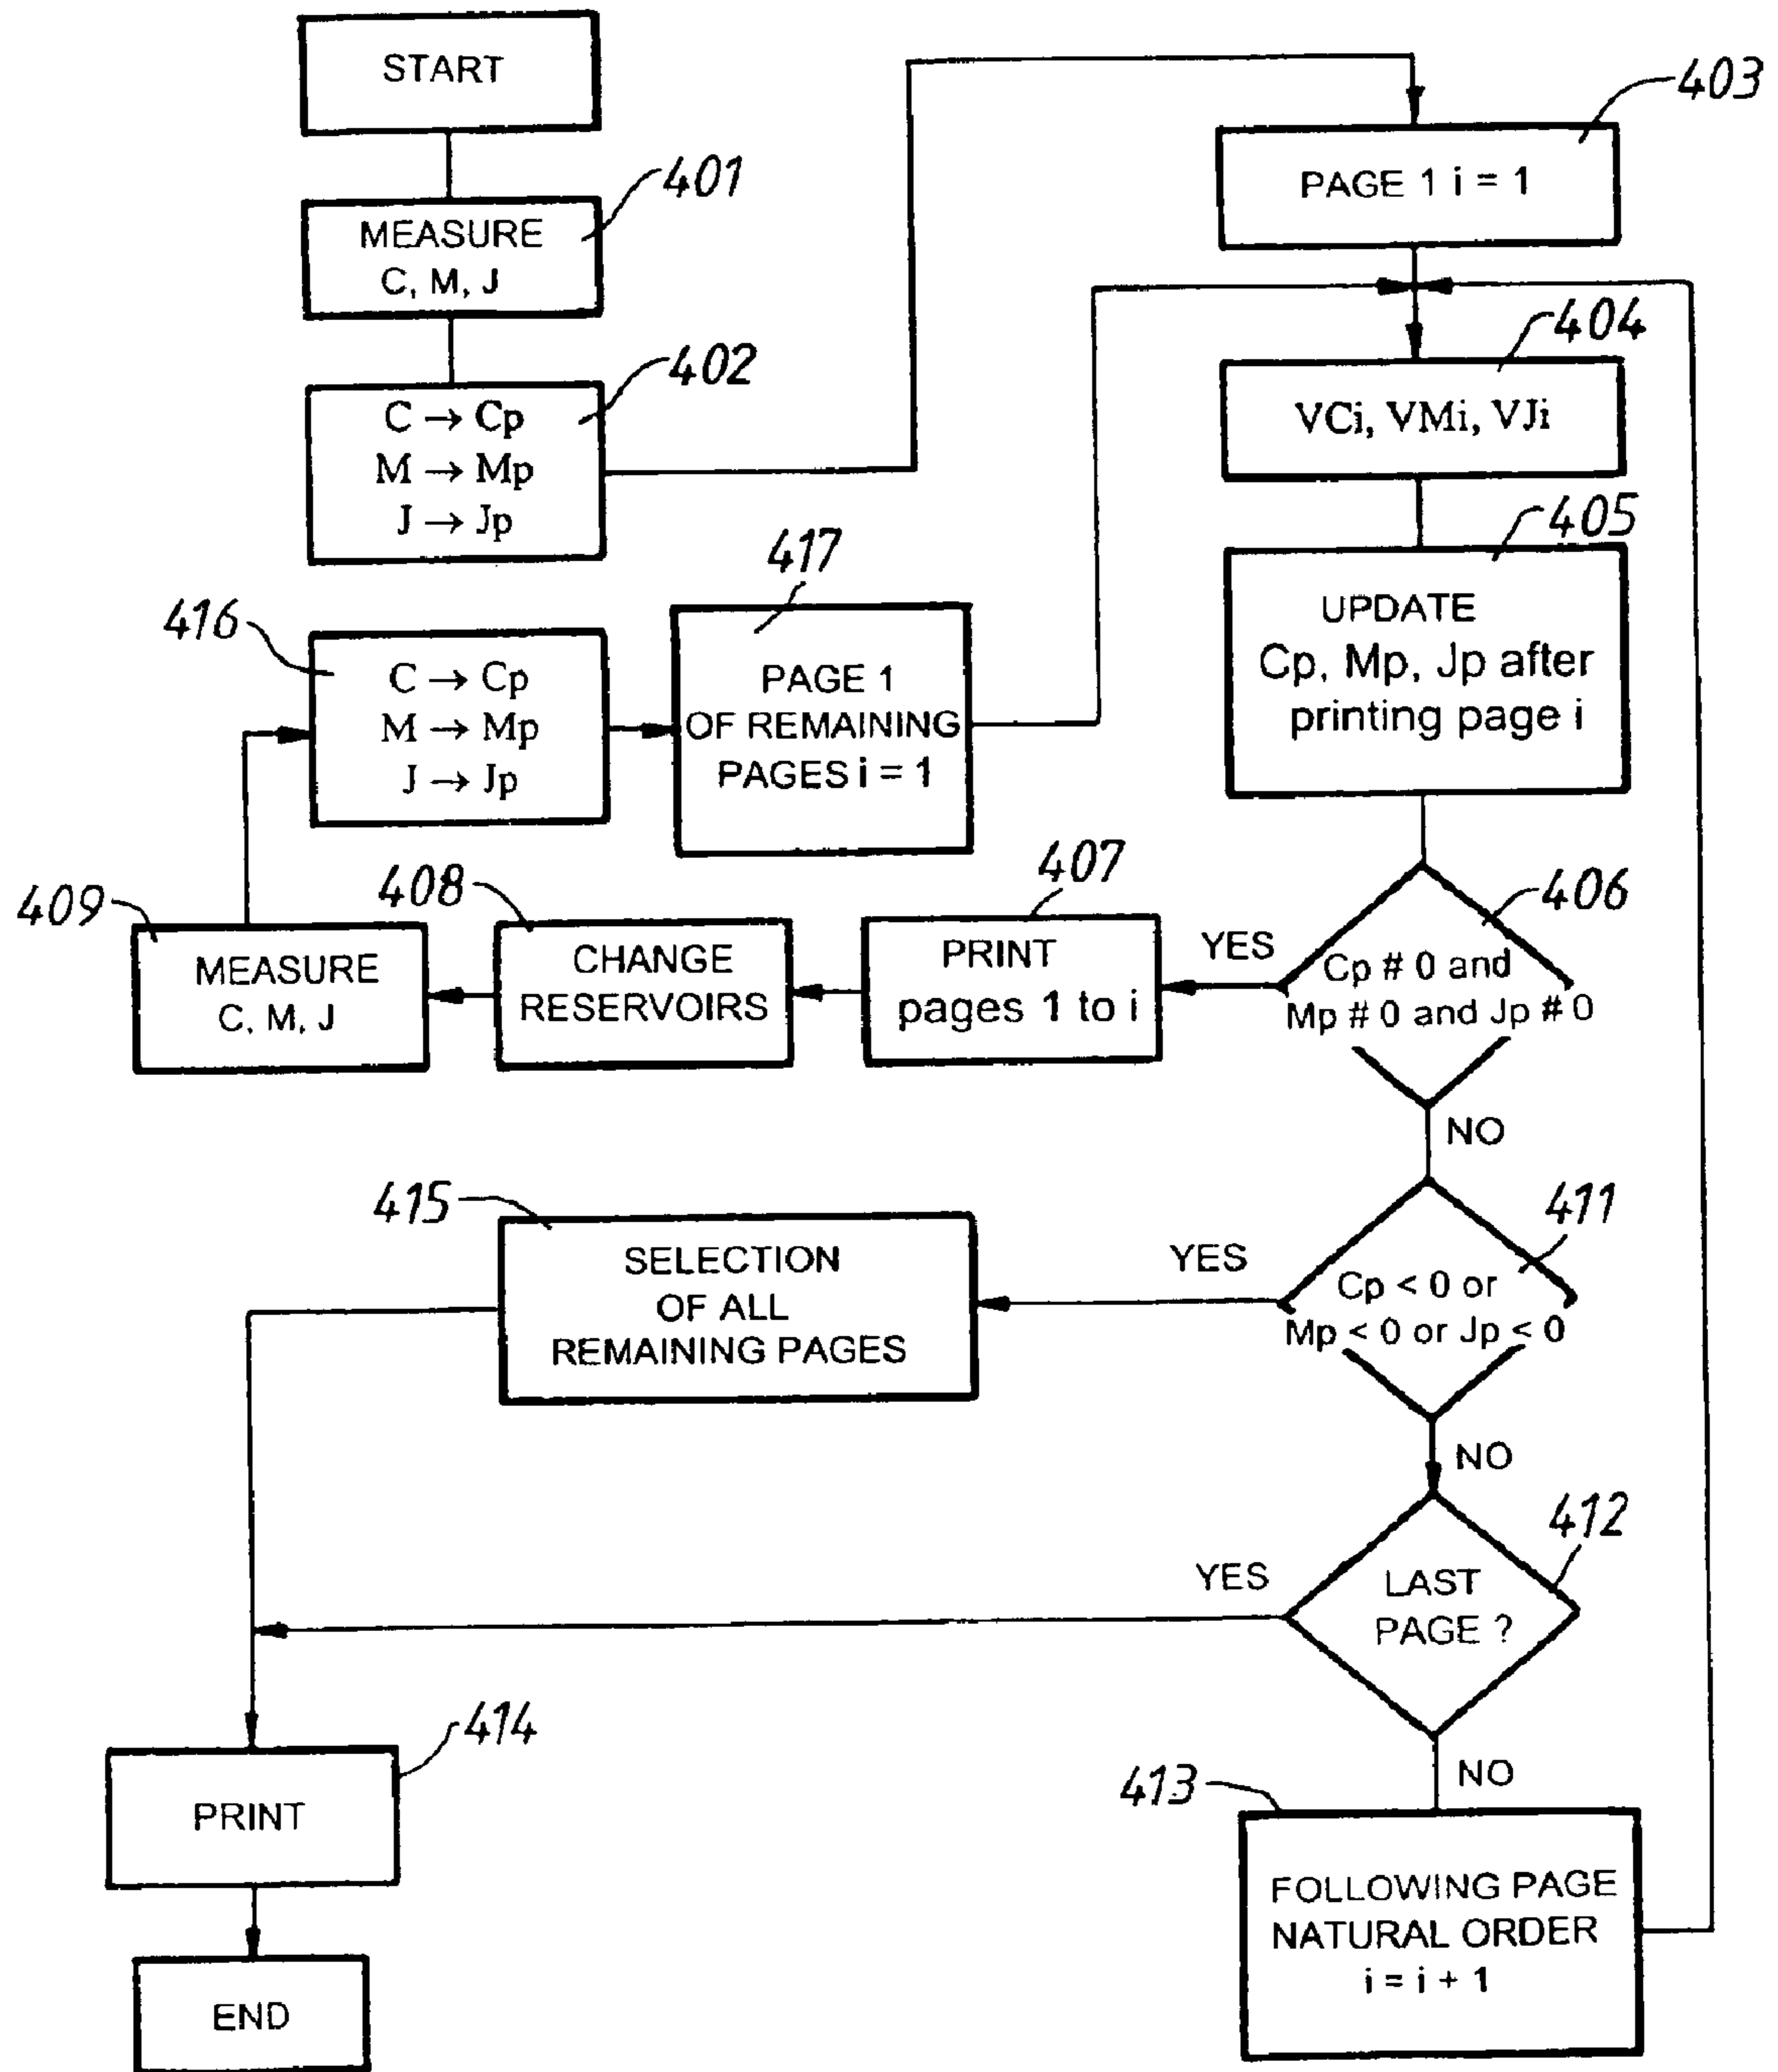 START
401
MEASURE
C, M, J
402
C → Cp
M → Mp
J → Jp
403
PAGE 1 i = 1
404
VCi, VMi, VJi
405
UPDATE
Cp, Mp, Jp after
printing page i
406
Cp # 0 and
Mp # 0 and Jp # 0
YES
NO
407
PRINT
pages 1 to i
408
CHANGE
RESERVOIRS
409
MEASURE
C, M, J
416
C → Cp
M → Mp
J → Jp
417
PAGE 1
OF REMAINING
PAGES i = 1
411
Cp < 0 or
Mp < 0 or Jp < 0
YES
NO
415
SELECTION
OF ALL
REMAINING PAGES
412
LAST
PAGE ?
YES
NO
413
FOLLOWING PAGE
NATURAL ORDER
i = i + 1
414
PRINT
END